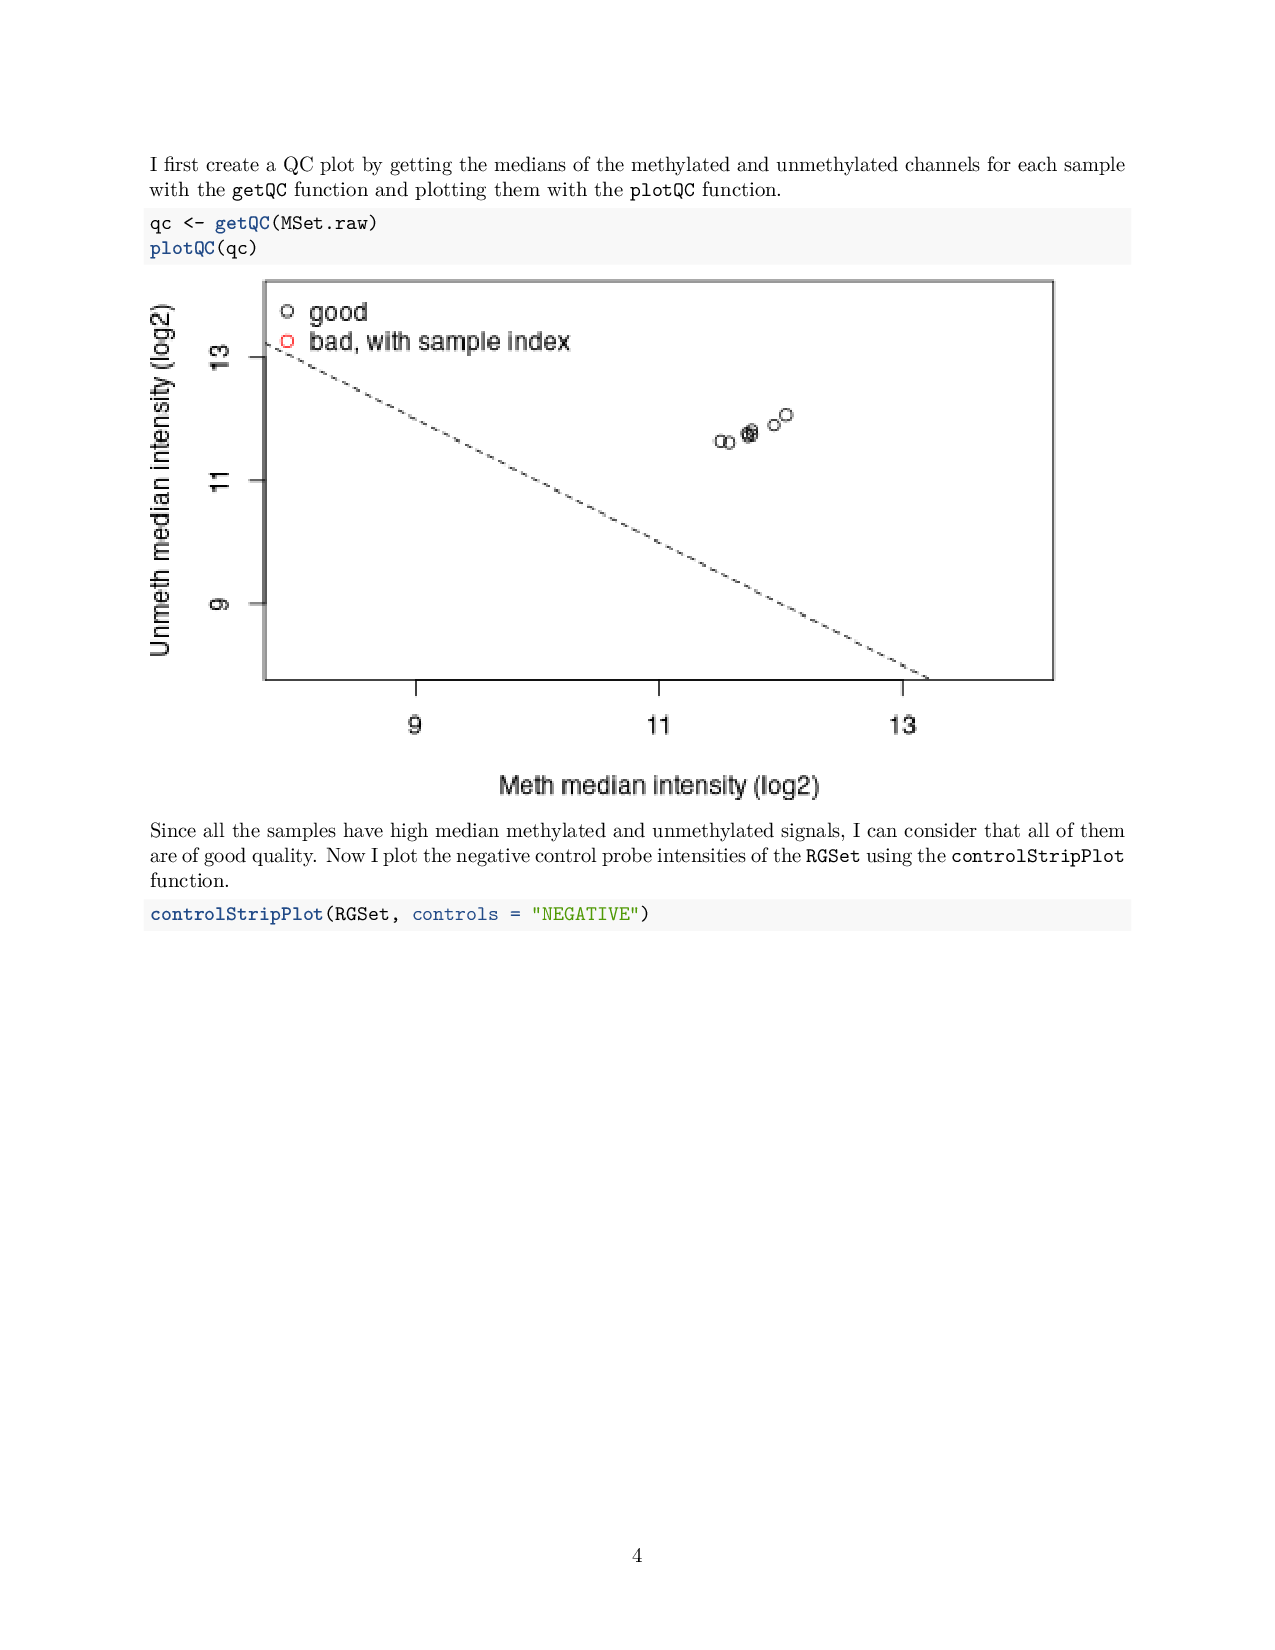 I first create a QC plot by getting the medians of the methylated and unmethylated channels for each sample
with the getQC function and plotting them with the plotQC function.
qc <- getQC(MSet.raw)
plotQC(qc)
good
bad, with sample index
Unmeth median intensity (log2)
13
11
9
9
11
13
Meth median intensity (log2)
Since all the samples have high median methylated and unmethylated signals, I can consider that all of them
are of good quality. Now I plot the negative control probe intensities of the RGSet using the controlStripPlot
function.
controlStripPlot(RGSet, controls = "NEGATIVE")
4